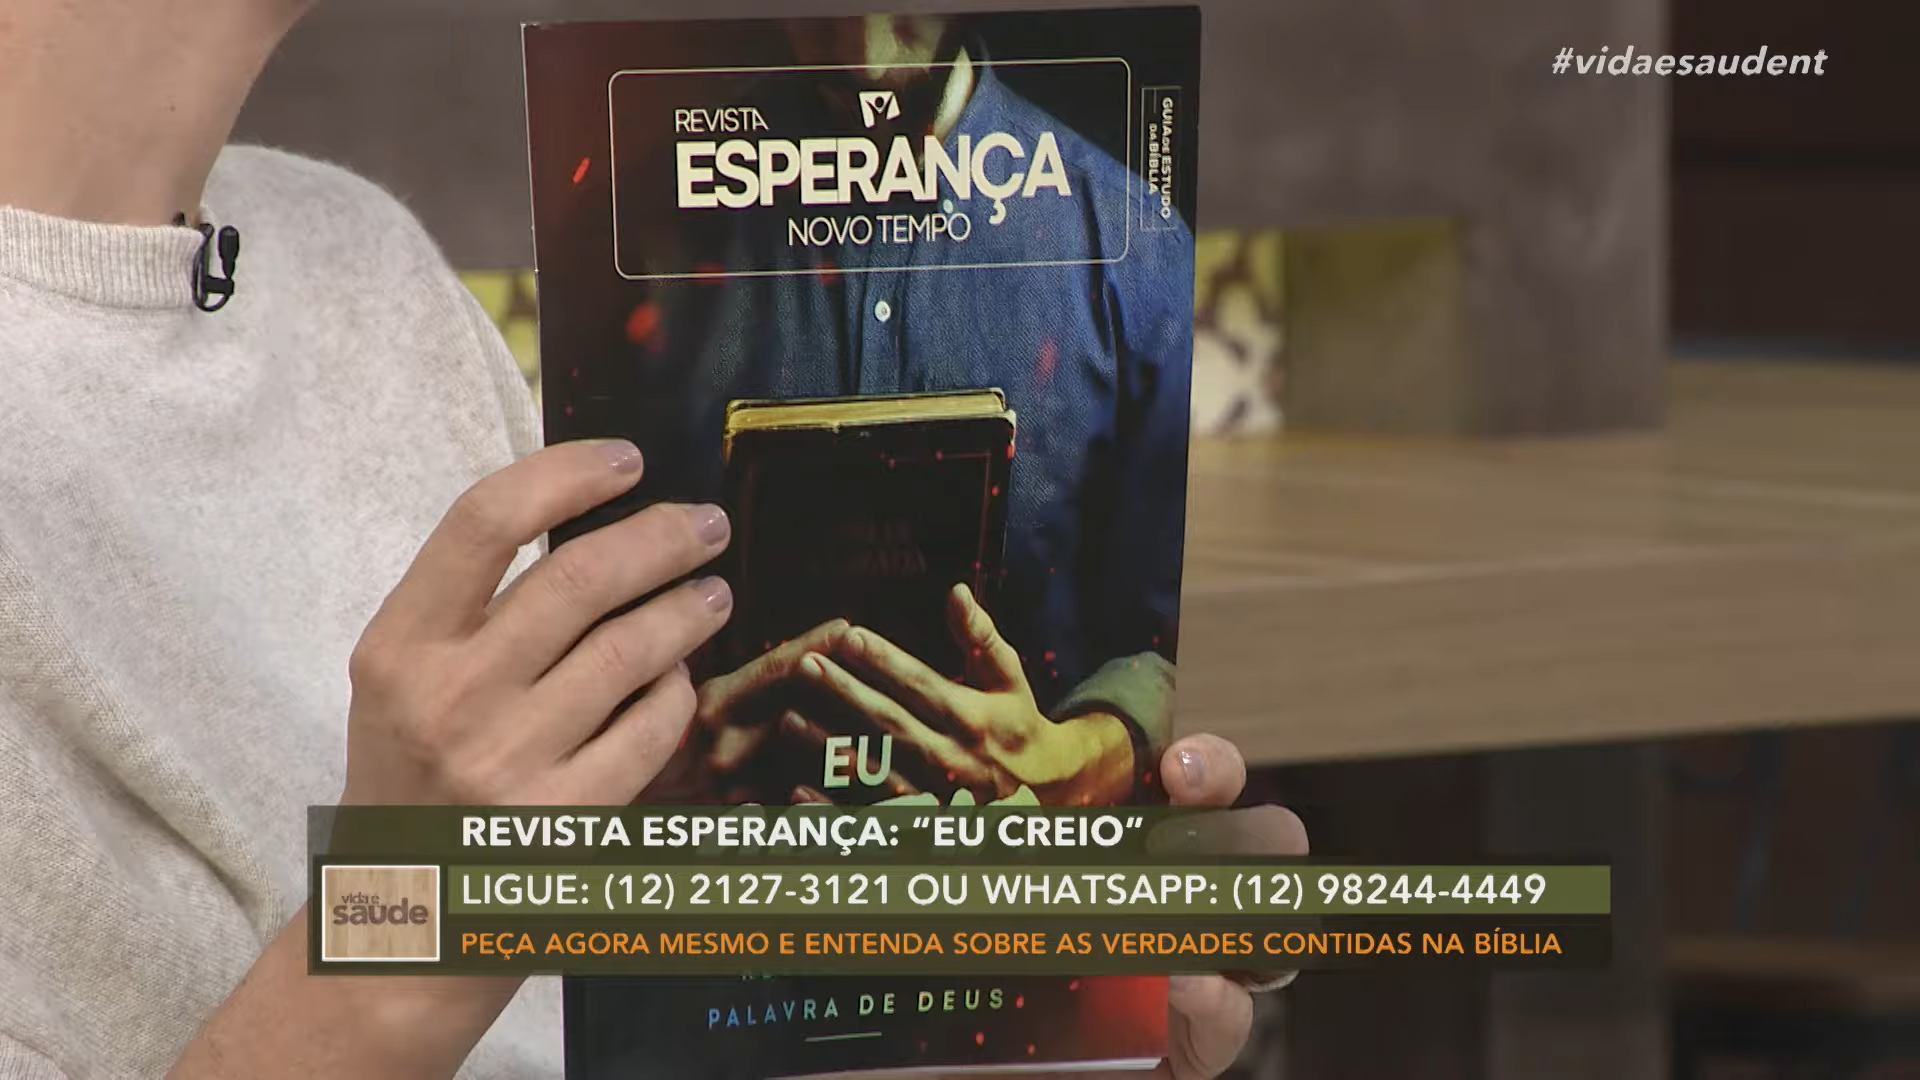 #vidaesaudent
REVISTA
ESPERANÇA
NOVO TEMPO
GUIA DE ESTUDO
DA BÍBLIA
EU
REVISTA ESPERANÇA: “EU CREIO”
LIGUE: (12) 2127-3121 OU WHATSAPP: (12) 98244-4449
PEÇA AGORA MESMO E ENTENDA SOBRE AS VERDADES CONTIDAS NA BÍBLIA
vida e
saúde
PALAVRA DE DEUS